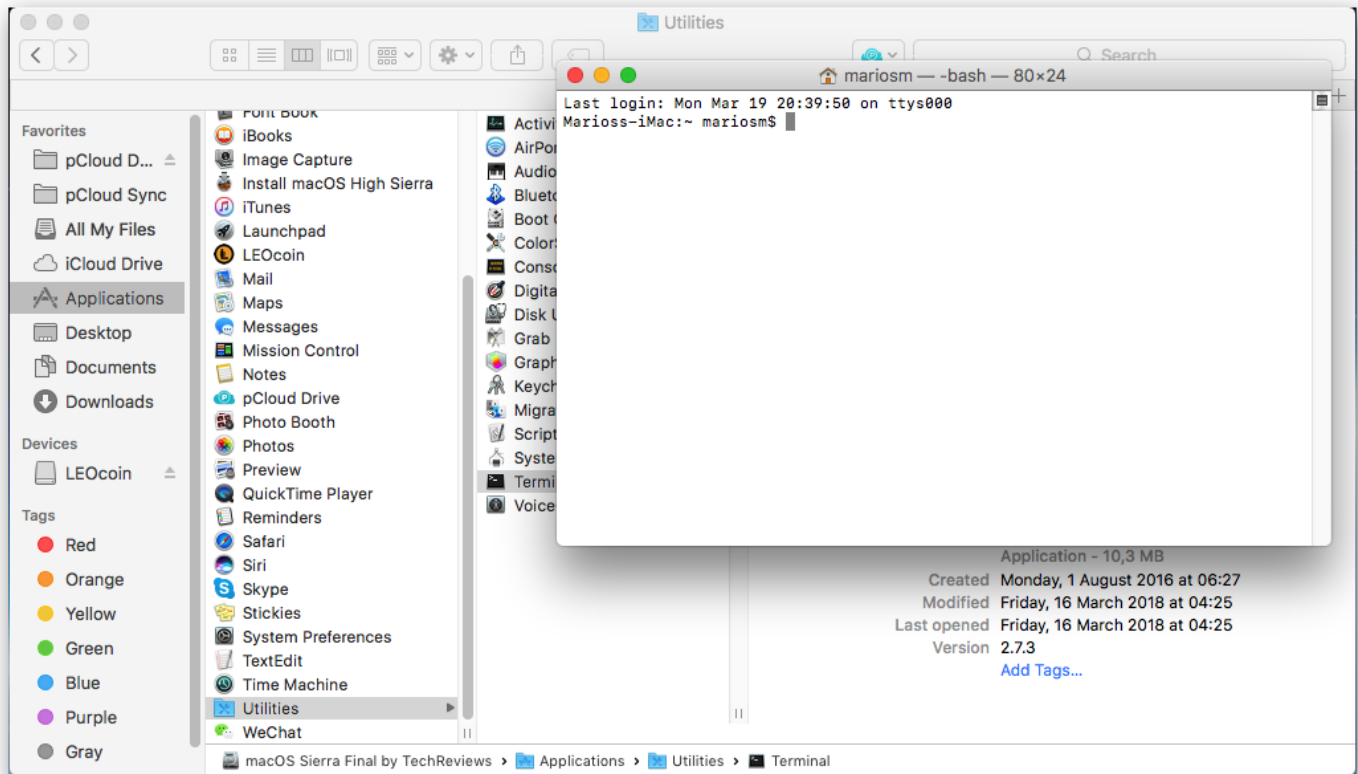 Utilities
Search
mariosm — -bash — 80×24
Last login: Mon Mar 19 20:39:50 on ttys000
Marioss-iMac:~ mariosm$
Favorites
pCloud D...
pCloud Sync
All My Files
iCloud Drive
Applications
Desktop
Documents
Downloads
Devices
LEOcoin
Tags
Red
Orange
Yellow
Green
Blue
Purple
Gray
Font Book
iBooks
Image Capture
Install macOS High Sierra
iTunes
Launchpad
LEOcoin
Mail
Maps
Messages
Mission Control
Notes
pCloud Drive
Photo Booth
Photos
Preview
QuickTime Player
Reminders
Safari
Siri
Skype
Stickies
System Preferences
TextEdit
Time Machine
Utilities
WeChat
Activi
AirPor
Audio
Blueto
Boot
Color
Conso
Digita
Disk
Grab
Graph
Keych
Migra
Script
Syste
Termi
Voice
Application - 10,3 MB
Created Monday, 1 August 2016 at 06:27
Modified Friday, 16 March 2018 at 04:25
Last opened Friday, 16 March 2018 at 04:25
Version 2.7.3
Add Tags...
macOS Sierra Final by TechReviews › Applications › Utilities › Terminal